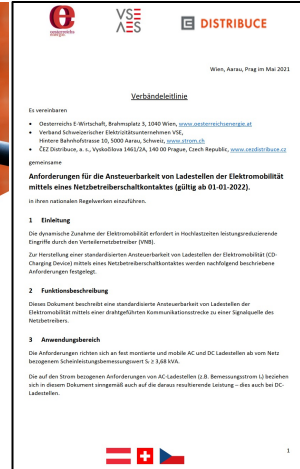 oesterreichs
energie.
VSE
AES
DISTRIBUCE
Wien, Aarau, Prag im Mai 2021
Verbändeleitlinie
Es vereinbaren
• Oesterreichs E-Wirtschaft, Brahmsplatz 3, 1040 Wien, www.oesterreichsenergie.at
• Verband Schweizerischer Elektrizitätsunternehmen VSE,
Hintere Bahnhofstrasse 10, 5000 Aarau, Schweiz, www.strom.ch
• ČEZ Distribuce, a. s., Vyskočilova 1461/2A, 140 00 Prague, Czech Republic, www.cezdistribuce.cz
gemeinsame
Anforderungen für die Ansteuerbarkeit von Ladestellen der Elektromobilität
mittels eines Netzbetreiberschaltkontaktes (gültig ab 01-01-2022).
in ihren nationalen Regelwerken einzuführen.
1 Einleitung
Die dynamische Zunahme der Elektromobilität erfordert in Hochlastzeiten leistungsreduzierende
Eingriffe durch den Verteilernetzbetreiber (VNB).
Zur Herstellung einer standardisierten Ansteuerbarkeit von Ladestellen der Elektromobilität (CD-
Charging Device) mittels eines Netzbetreiberschaltkontaktes werden nachfolgend beschriebene
Anforderungen festgelegt.
2 Funktionsbeschreibung
Dieses Dokument beschreibt eine standardisierte Ansteuerbarkeit von Ladestellen der
Elektromobilität mittels einer drahtgeführten Kommunikationsstrecke zu einer Signalquelle des
Netzbetreibers.
3 Anwendungsbereich
Die Anforderungen richten sich an fest montierte und mobile AC und DC Ladestellen ab vom Netz
bezogenem Scheinleistungsbemessungswert Sᵣ ≥ 3,68 kVA.
Die auf den Strom bezogenen Anforderungen von AC-Ladestellen (z.B. Bemessungsstrom Iᵣ) beziehen
sich in diesem Dokument sinngemäß auch auf die daraus resultierende Leistung – dies auch bei DC-
Ladestellen.
1